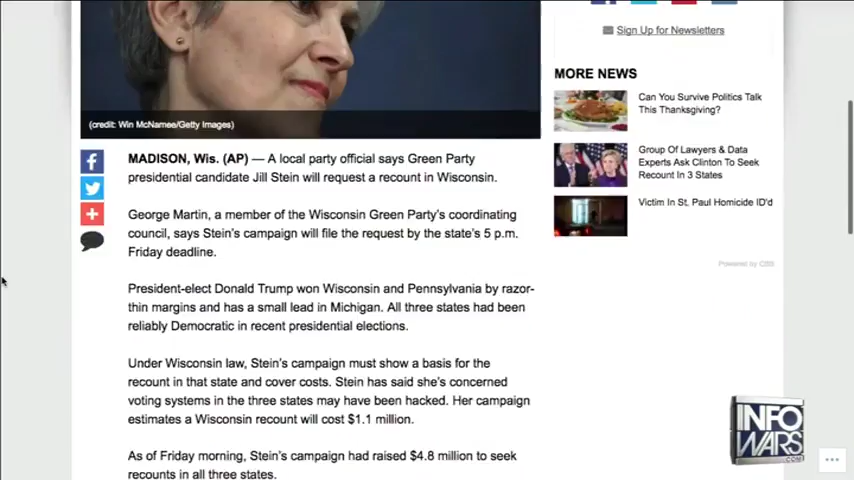 Sign Up for Newsletters
MORE NEWS
(credit: Win McNamee/Getty Images)
Can You Survive Politics Talk
This Thanksgiving?
Group Of Lawyers & Data
Experts Ask Clinton To Seek
Recount In 3 States
Victim In St. Paul Homicide ID'd
Powered by CBS
MADISON, Wis. (AP) — A local party official says Green Party
presidential candidate Jill Stein will request a recount in Wisconsin.
George Martin, a member of the Wisconsin Green Party's coordinating
council, says Stein's campaign will file the request by the state's 5 p.m.
Friday deadline.
President-elect Donald Trump won Wisconsin and Pennsylvania by razor-
thin margins and has a small lead in Michigan. All three states had been
reliably Democratic in recent presidential elections.
Under Wisconsin law, Stein's campaign must show a basis for the
recount in that state and cover costs. Stein has said she's concerned
voting systems in the three states may have been hacked. Her campaign
estimates a Wisconsin recount will cost $1.1 million.
As of Friday morning, Stein's campaign had raised $4.8 million to seek
recounts in all three states.
INFO
WARS
.COM